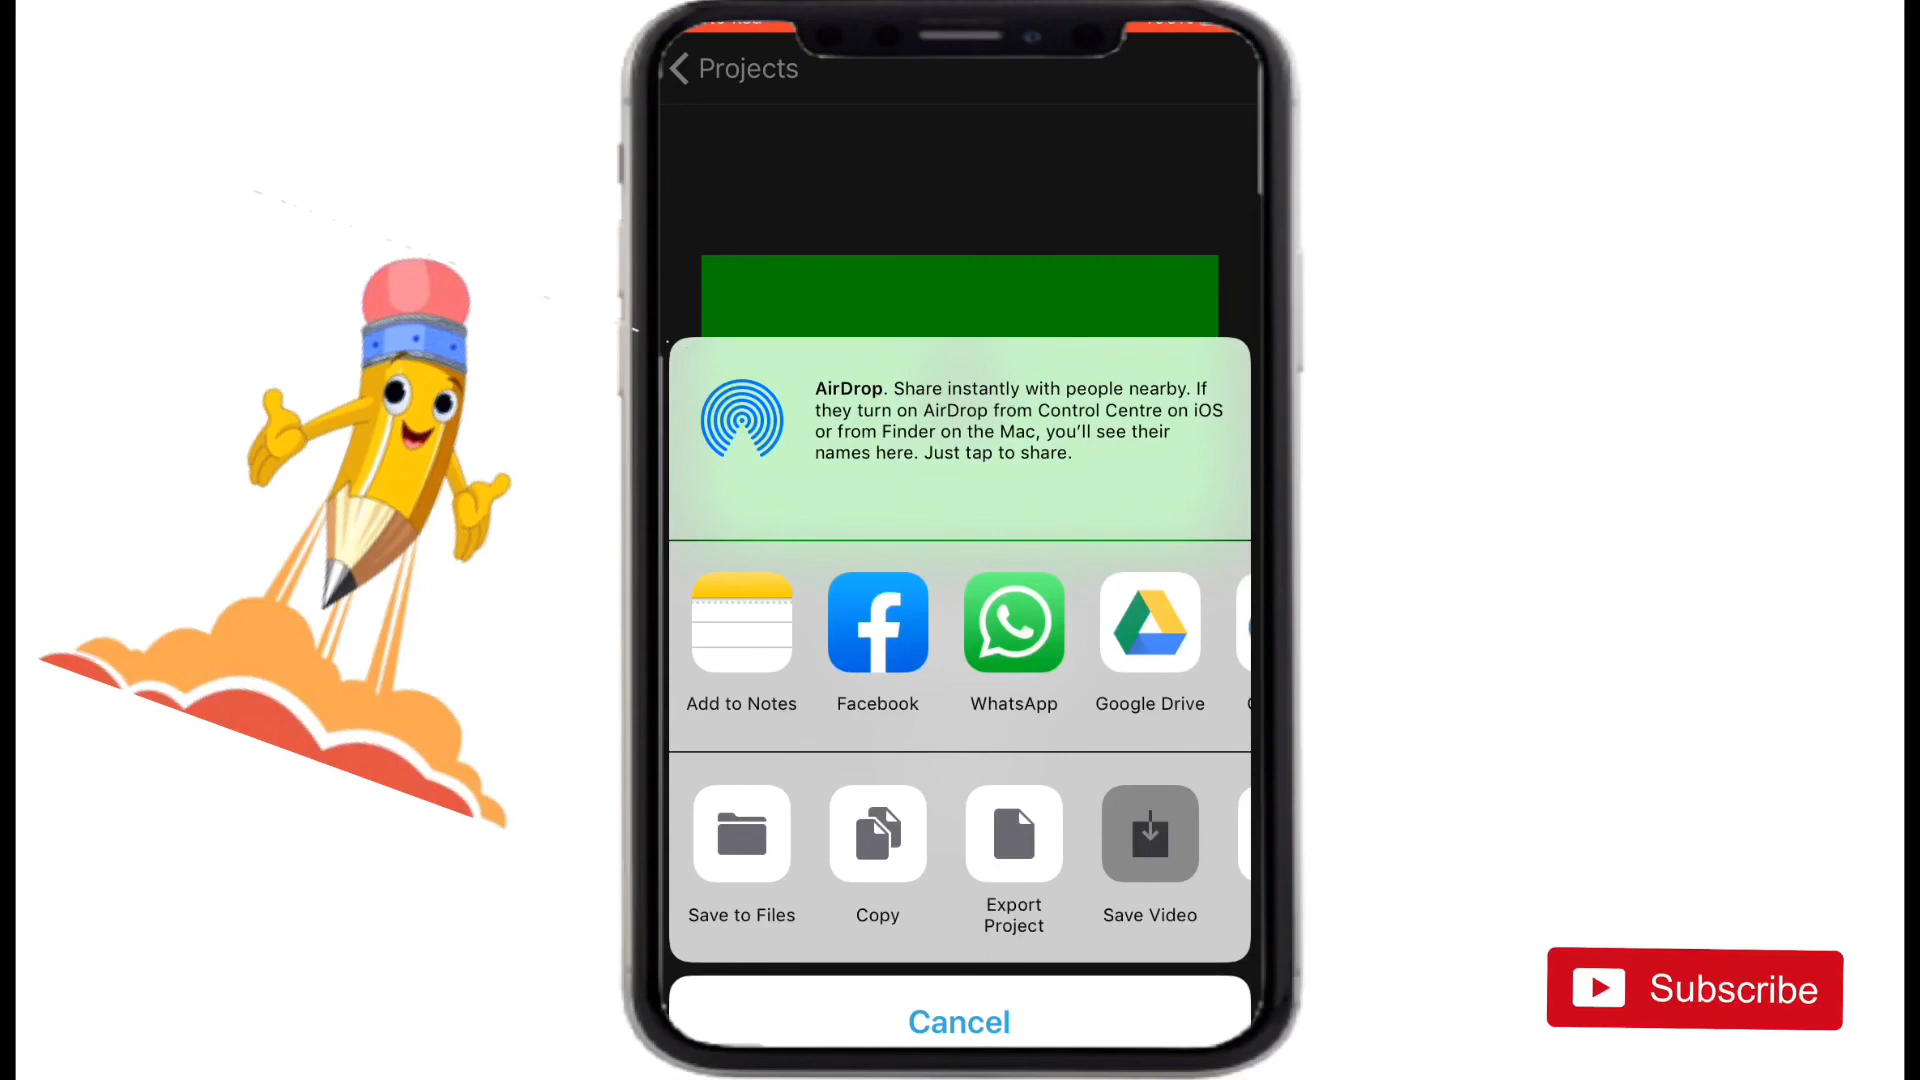 Projects
AirDrop. Share instantly with people nearby. If
they turn on AirDrop from Control Centre on iOS
or from Finder on the Mac, you'll see their
names here. Just tap to share.
Add to Notes
Facebook
WhatsApp
Google Drive
Save to Files
Copy
Export
Project
Save Video
Cancel
Subscribe